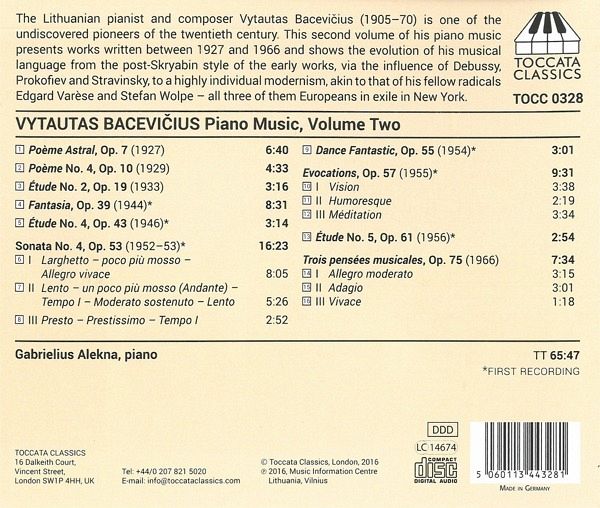 The Lithuanian pianist and composer Vytautas Bacevičius (1905–70) is one of the
undiscovered pioneers of the twentieth century. This second volume of his piano music
presents works written between 1927 and 1966 and shows the evolution of his musical
language from the post-Skryabin style of the early works, via the influence of Debussy,
Prokofiev and Stravinsky, to a highly individual modernism, akin to that of his fellow radicals
Edgard Varèse and Stefan Wolpe – all three of them Europeans in exile in New York.
TOCCATA
CLASSICS
TOCC 0328
VYTAUTAS BACEVIČIUS Piano Music, Volume Two
1 Poème Astral, Op. 7 (1927) 6:40
2 Poème No. 4, Op. 10 (1929) 4:33
3 Étude No. 2, Op. 19 (1933) 3:16
4 Fantasia, Op. 39 (1944)* 8:31
5 Étude No. 4, Op. 43 (1946)* 3:14
Sonata No. 4, Op. 53 (1952–53)* 16:23
6 I Larghetto – poco più mosso –
Allegro vivace 8:05
7 II Lento – un poco più mosso (Andante) –
Tempo I – Moderato sostenuto – Lento 5:26
8 III Presto – Prestissimo – Tempo I 2:52
9 Dance Fantastic, Op. 55 (1954)* 3:01
Evocations, Op. 57 (1955)* 9:31
10 I Vision 3:38
11 II Humoresque 2:19
12 III Méditation 3:34
13 Étude No. 5, Op. 61 (1956)* 2:54
Trois pensées musicales, Op. 75 (1966) 7:34
14 I Allegro moderato 3:15
15 II Adagio 3:01
16 III Vivace 1:18
Gabrielius Alekna, piano
TT 65:47
*FIRST RECORDING
TOCCATA CLASSICS
16 Dalkeith Court,
Vincent Street,
London SW1P 4HH, UK
Tel: +44/0 207 821 5020
E-mail: info@toccataclassics.com
© Toccata Classics, London, 2016
℗ 2016, Music Information Centre
Lithuania, Vilnius
DDD
LC 14674
COMPACT
disc
DIGITAL AUDIO
5 060113 443281
MADE IN GERMANY